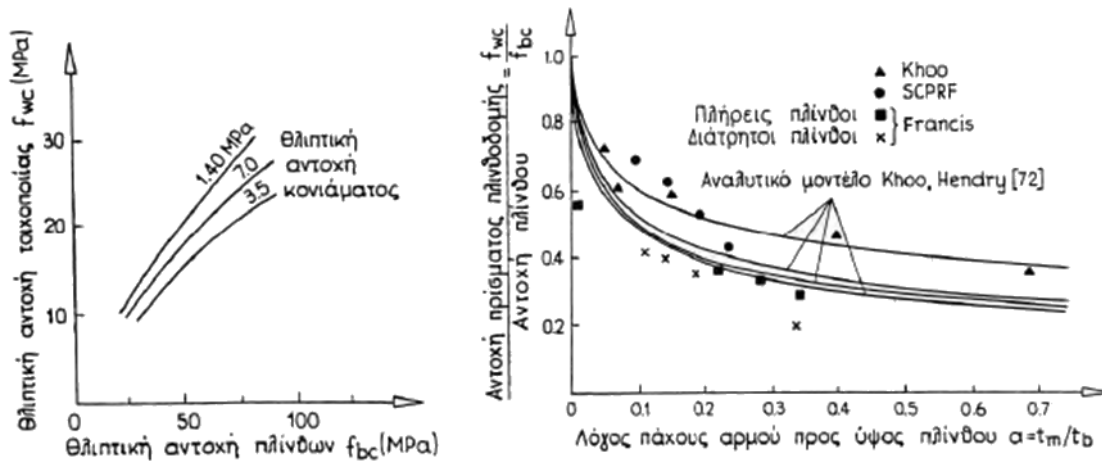 Θλιπτική αντοχή τοιχοποιίας f_wc (MPa)
30
20
10
0
50
100
1.40 MPa
7.0
3.5
Θλιπτική
αντοχή
κονιάματος
Θλιπτική αντοχή πλίνθων f_bc (MPa)
Αντοχή πρίσματος πλινθοδομής = f_wc
Αντοχή πλίνθου f_bc
1.0
0.8
0.6
0.4
0.2
0
0.1
0.2
0.3
0.4
0.5
0.6
0.7
▲ Khoo
● SCPRF
Πλήρεις πλίνθοι ■
Διάτρητοι πλίνθοι × } Francis
Αναλυτικό μοντέλο Khoo, Hendry [72]
Λόγος πάχους αρμού προς ύψος πλίνθου α=t_m/t_b